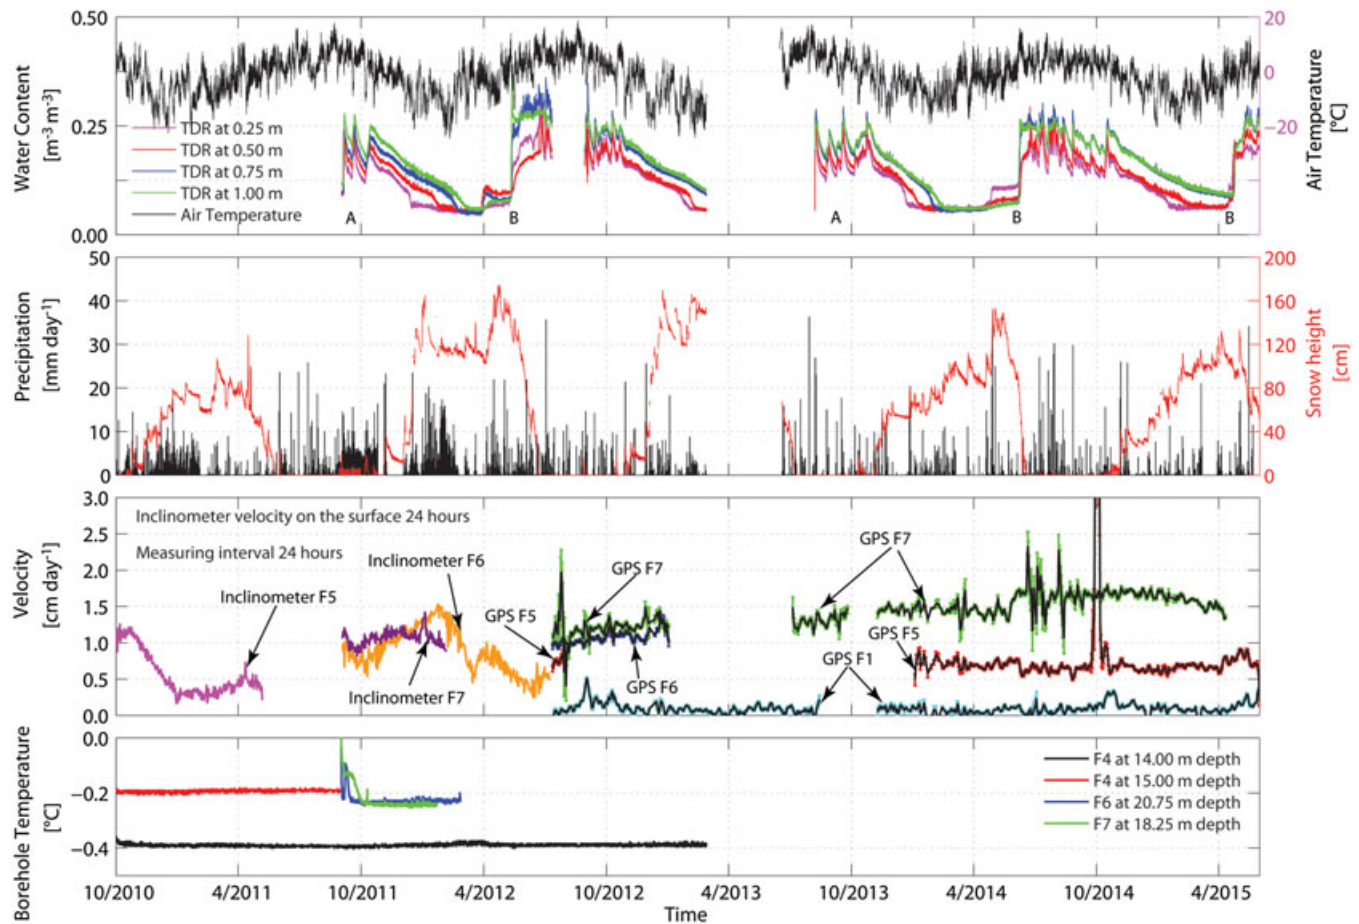 0.50
0.25
0.00
Water Content
[m⁻³ m⁻³]
TDR at 0.25 m
TDR at 0.50 m
TDR at 0.75 m
TDR at 1.00 m
Air Temperature
A
B
A
B
B
20
0
−20
Air Temperature
[°C]
50
40
30
20
10
0
Precipitation
[mm day⁻¹]
200
160
120
80
40
0
Snow height
[cm]
3.0
2.5
2.0
1.5
1.0
0.5
0.0
Velocity
[cm day⁻¹]
Inclinometer velocity on the surface 24 hours
Measuring interval 24 hours
Inclinometer F5
Inclinometer F6
Inclinometer F7
GPS F5
GPS F7
GPS F6
GPS F7
GPS F5
GPS F1
0.0
−0.2
−0.4
Borehole Temperature
[°C]
F4 at 14.00 m depth
F4 at 15.00 m depth
F6 at 20.75 m depth
F7 at 18.25 m depth
10/2010 4/2011 10/2011 4/2012 10/2012 4/2013 10/2013 4/2014 10/2014 4/2015
Time